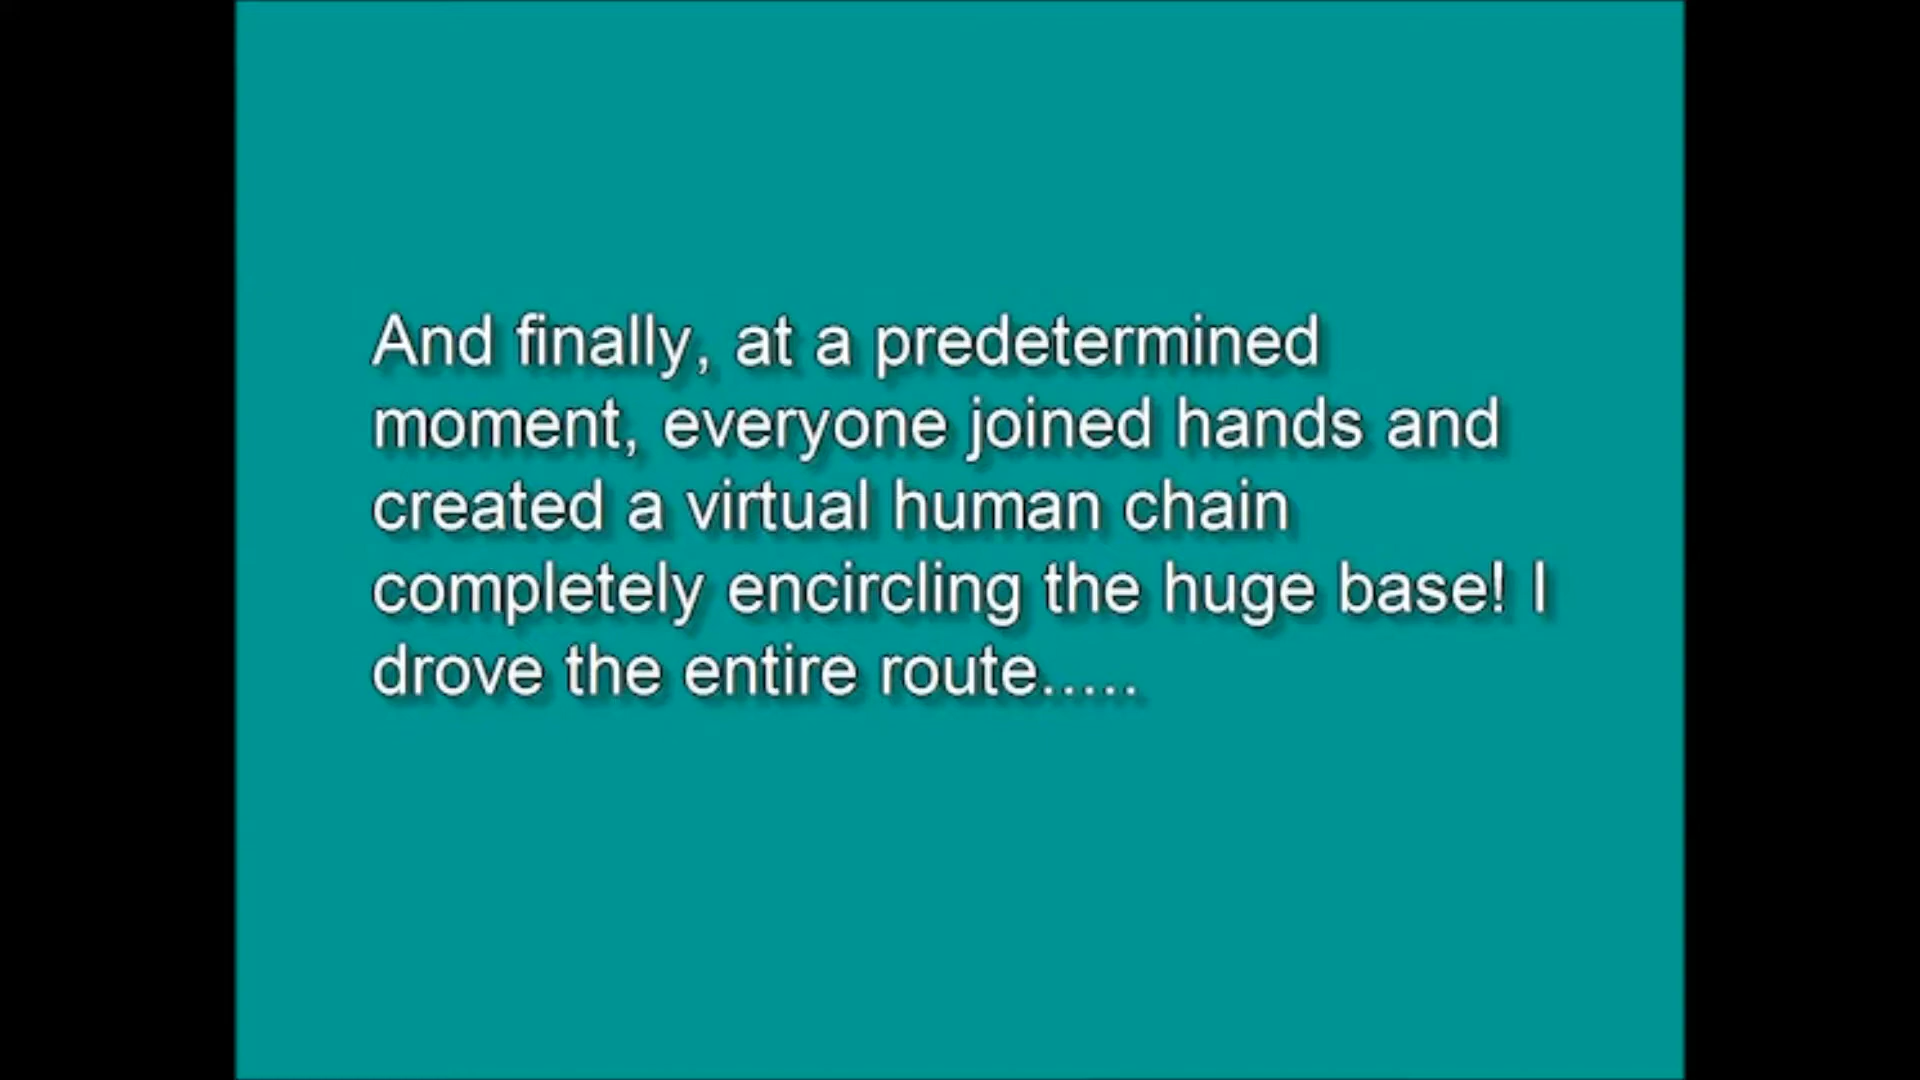 And finally, at a predetermined
moment, everyone joined hands and
created a virtual human chain
completely encircling the huge base! I
drove the entire route.....